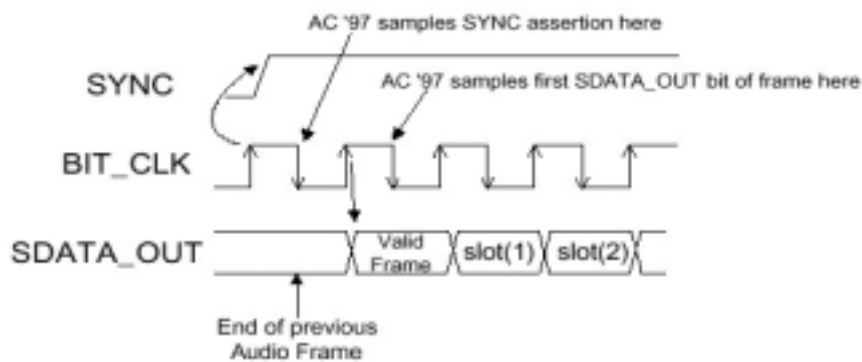 AC '97 samples SYNC assertion here
SYNC
AC '97 samples first SDATA_OUT bit of frame here
BIT_CLK
SDATA_OUT
Valid
Frame
slot(1)
slot(2)
End of previous
Audio Frame